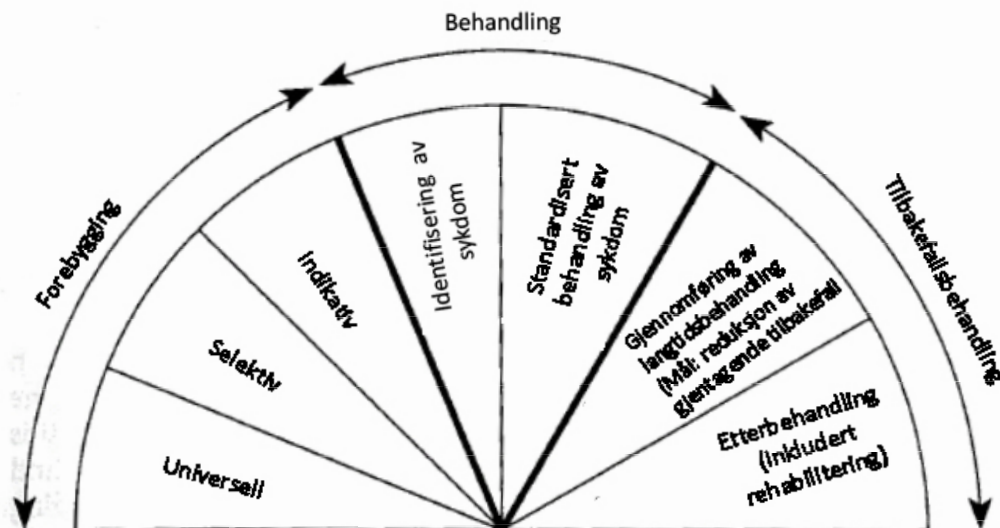 Behandling
Forebygging
Tilbakefallsbehandling
Universell
Selektiv
Indikativ
Identifisering av
sykdom
Standardisert
behandling av
sykdom
Gjennomføring av
langtidsbehandling
(Mål: reduksjon av
gjentagende tilbakefall
Etterbehandling
(inkludert
rehabilitering)